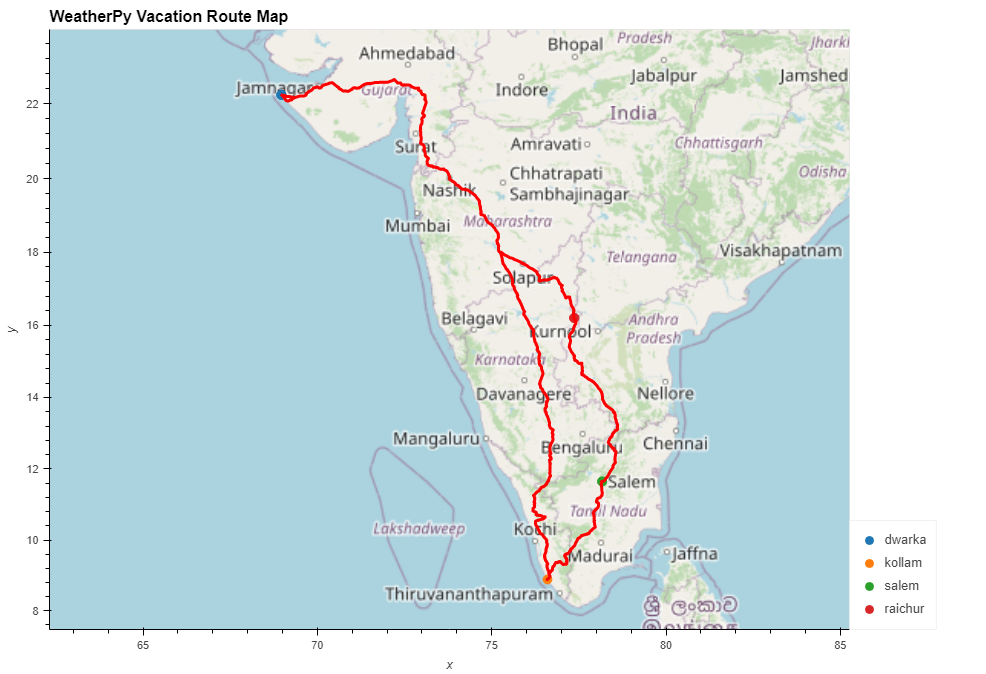 WeatherPy Vacation Route Map
Pradesh
Jharkh
Ahmedabad
Bhopal
Jabalpur
Jamshed
Jamnagar
Gujarat
Indore
22
India
Surat
Amravati
Chhattisgarh
20
Nashik
Chhatrapati
Sambhajinagar
Odisha
Mumbai
Maharashtra
18
Telangana
Visakhapatnam
Solapur
y
16
Belagavi
Kurnool
Andhra
Pradesh
Karnataka
14
Davanagere
Nellore
Mangaluru
Bengaluru
Chennai
12
Salem
Lakshadweep
Kochi
Tamil Nadu
10
Madurai
Jaffna
Thiruvananthapuram
8
ශ්‍රී ලංකාව
65
70
75
80
85
x
dwarka
kollam
salem
raichur